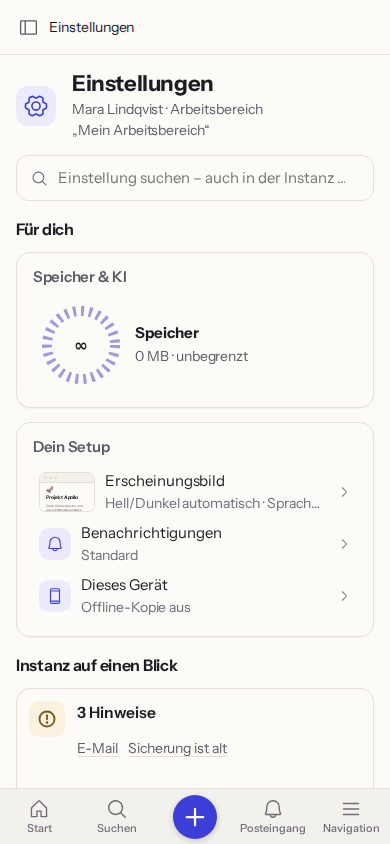 Einstellungen
Einstellungen
Mara Lindqvist · Arbeitsbereich
„Mein Arbeitsbereich“
Einstellung suchen – auch in der Instanz ...
Für dich
Speicher & KI
∞
Speicher
0 MB · unbegrenzt
Dein Setup
Projekt Apollo
Erscheinungsbild
Hell/Dunkel automatisch · Sprach...
Benachrichtigungen
Standard
Dieses Gerät
Offline-Kopie aus
Instanz auf einen Blick
3 Hinweise
E-Mail Sicherung ist alt
Start Suchen Posteingang Navigation